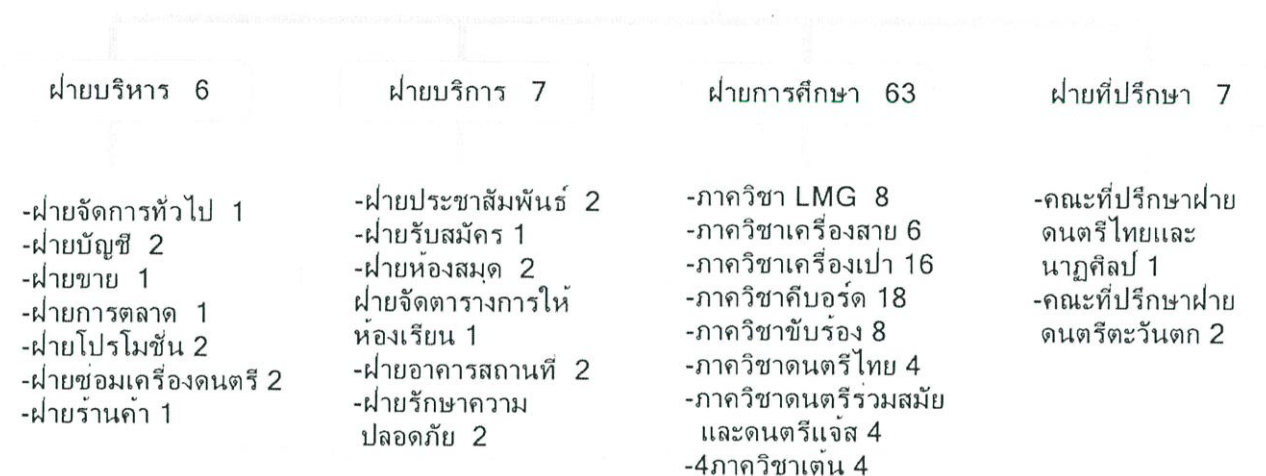 ฝ่ายบริหาร 6
-ฝ่ายจัดการทั่วไป 1
-ฝ่ายบัญชี 2
-ฝ่ายขาย 1
-ฝ่ายการตลาด 1
-ฝ่ายโปรโมชั่น 2
-ฝ่ายซ่อมเครื่องดนตรี 2
-ฝ่ายร้านค้า 1
ฝ่ายบริการ 7
-ฝ่ายประชาสัมพันธ์ 2
-ฝ่ายรับสมัคร 1
-ฝ่ายห้องสมุด 2
ฝ่ายจัดตารางการให้
ห้องเรียน 1
-ฝ่ายอาคารสถานที่ 2
-ฝ่ายรักษาความ
ปลอดภัย 2
ฝ่ายการศึกษา 63
-ภาควิชา LMG 8
-ภาควิชาเครื่องสาย 6
-ภาควิชาเครื่องเปา 16
-ภาควิชาคีบอร์ด 18
-ภาควิชาขับร้อง 8
-ภาควิชาดนตรีไทย 4
-ภาควิชาดนตรีร่วมสมัย
และดนตรีแจ๊ส 4
-4ภาควิชาเต้น 4
ฝ่ายที่ปรึกษา 7
-คณะที่ปรึกษาฝ่าย
ดนตรีไทยและ
นาฏศิลป์ 1
-คณะที่ปรึกษาฝ่าย
ดนตรีตะวันตก 2